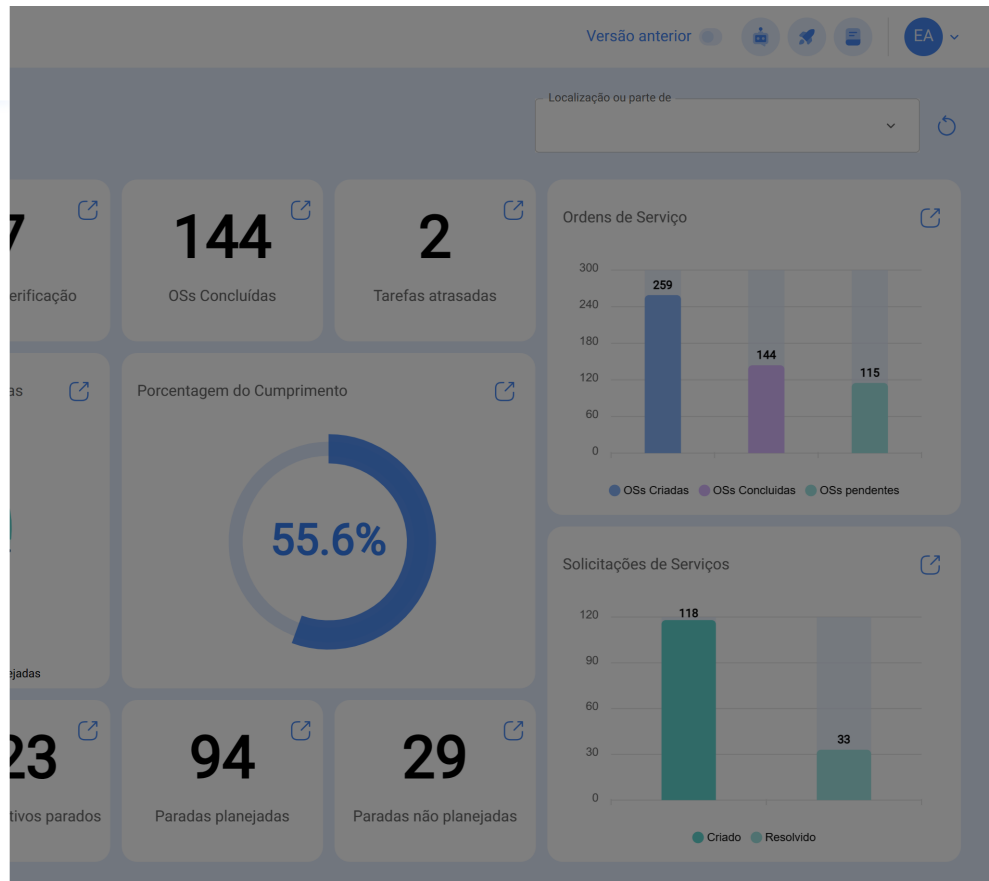 Versão anterior
EA
Localização ou parte de
7
erificação
144
OSs Concluídas
2
Tarefas atrasadas
Ordens de Serviço
300
240
180
120
60
0
259
144
115
OSs Criadas OSs Concluidas OSs pendentes
as
ejadas
Porcentagem do Cumprimento
55.6%
Solicitações de Serviços
120
90
60
30
0
118
33
Criado Resolvido
23
tivos parados
94
Paradas planejadas
29
Paradas não planejadas